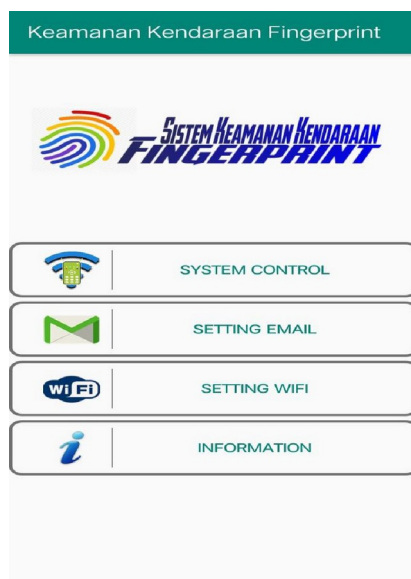 Keamanan Kendaraan Fingerprint
SISTEM KEAMANAN KENDARAAN
FINGERPRINT
SYSTEM CONTROL
SETTING EMAIL
WiFi
SETTING WIFI
i
INFORMATION